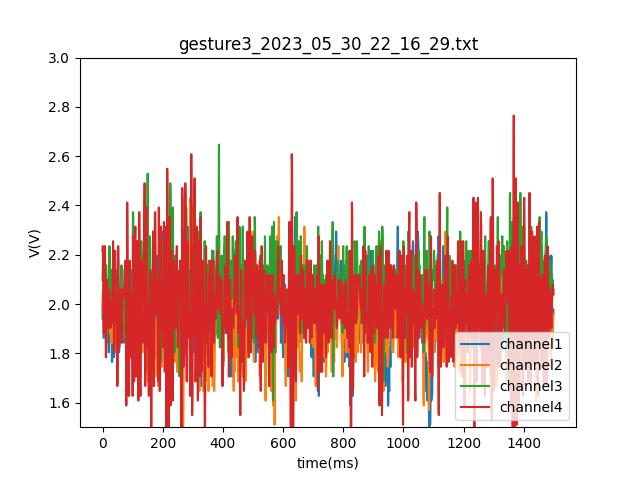 gesture3_2023_05_30_22_16_29.txt
3.0
2.8
2.6
2.4
2.2
2.0
1.8
1.6
V(V)
channel1
channel2
channel3
channel4
0 200 400 600 800 1000 1200 1400
time(ms)